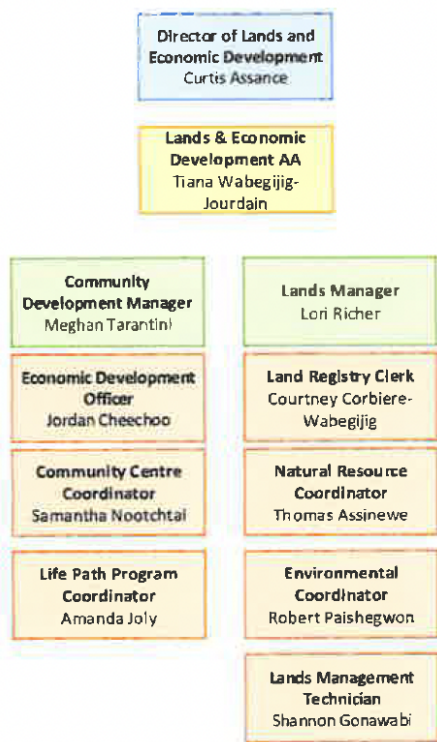 Director of Lands and
Economic Development
Curtis Assance
Lands & Economic
Development AA
Tiana Wabegijig-
Jourdain
Community
Development Manager
Meghan Tarantini
Economic Development
Officer
Jordan Cheechoo
Community Centre
Coordinator
Samantha Nootchtai
Life Path Program
Coordinator
Amanda Joly
Lands Manager
Lori Richer
Land Registry Clerk
Courtney Corbiere-
Wabegijig
Natural Resource
Coordinator
Thomas Assinewe
Environmental
Coordinator
Robert Paishegwon
Lands Management
Technician
Shannon Gonawabi